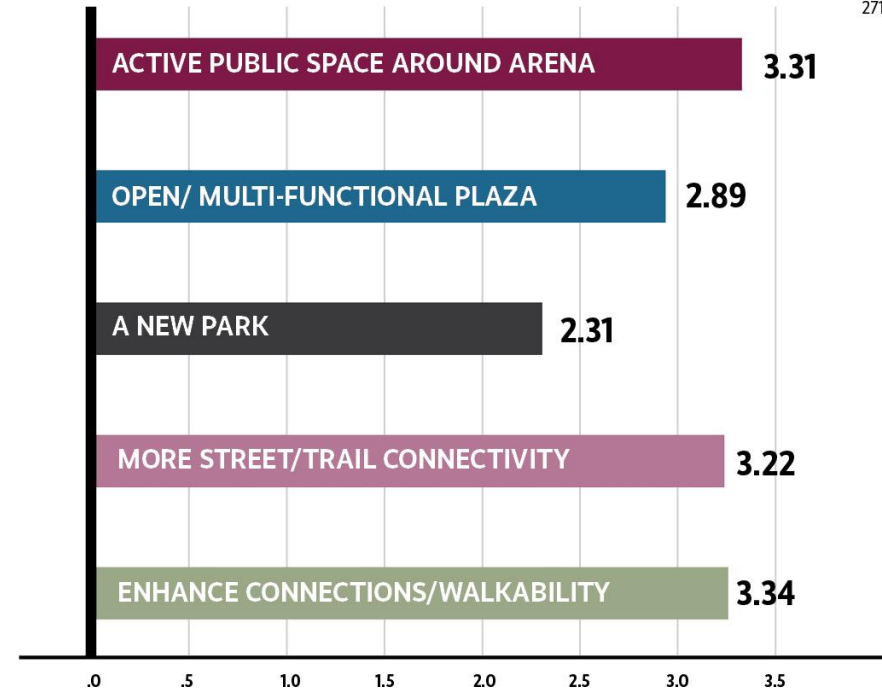 271
ACTIVE PUBLIC SPACE AROUND ARENA 3.31
OPEN/ MULTI-FUNCTIONAL PLAZA 2.89
A NEW PARK 2.31
MORE STREET/TRAIL CONNECTIVITY 3.22
ENHANCE CONNECTIONS/WALKABILITY 3.34
.0 .5 1.0 1.5 2.0 2.5 3.0 3.5